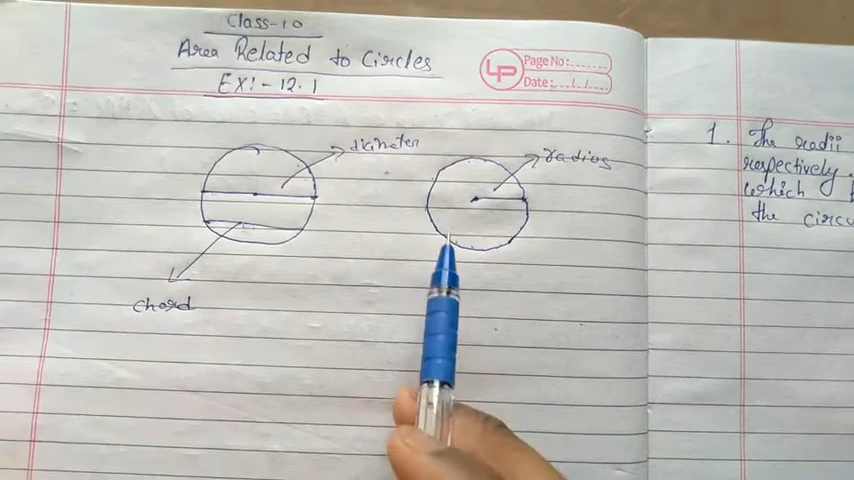 Class-10
Area Related to Circles
EX:-12.1
LP
Page No:
Date:
diameter
radius
chord
1. The radii
respectively.
which
the circu